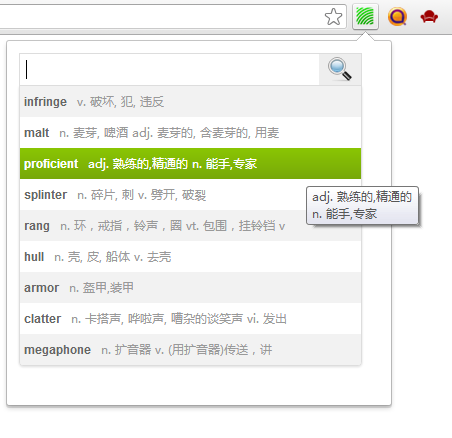 infringe v. 破坏, 犯, 违反
malt n. 麦芽, 啤酒 adj. 麦芽的, 含麦芽的, 用麦
proficient adj. 熟练的,精通的 n. 能手,专家
splinter n. 碎片, 刺 v. 劈开, 破裂
adj. 熟练的,精通的
n. 能手,专家
rang n. 环，戒指，铃声，圆 vt. 包围，挂铃铛 v
hull n. 壳, 皮, 船体 v. 去壳
armor n. 盔甲,装甲
clatter n. 卡搭声, 哗啦声, 嘈杂的谈笑声 vi. 发出
megaphone n. 扩音器 v. (用扩音器)传送，讲